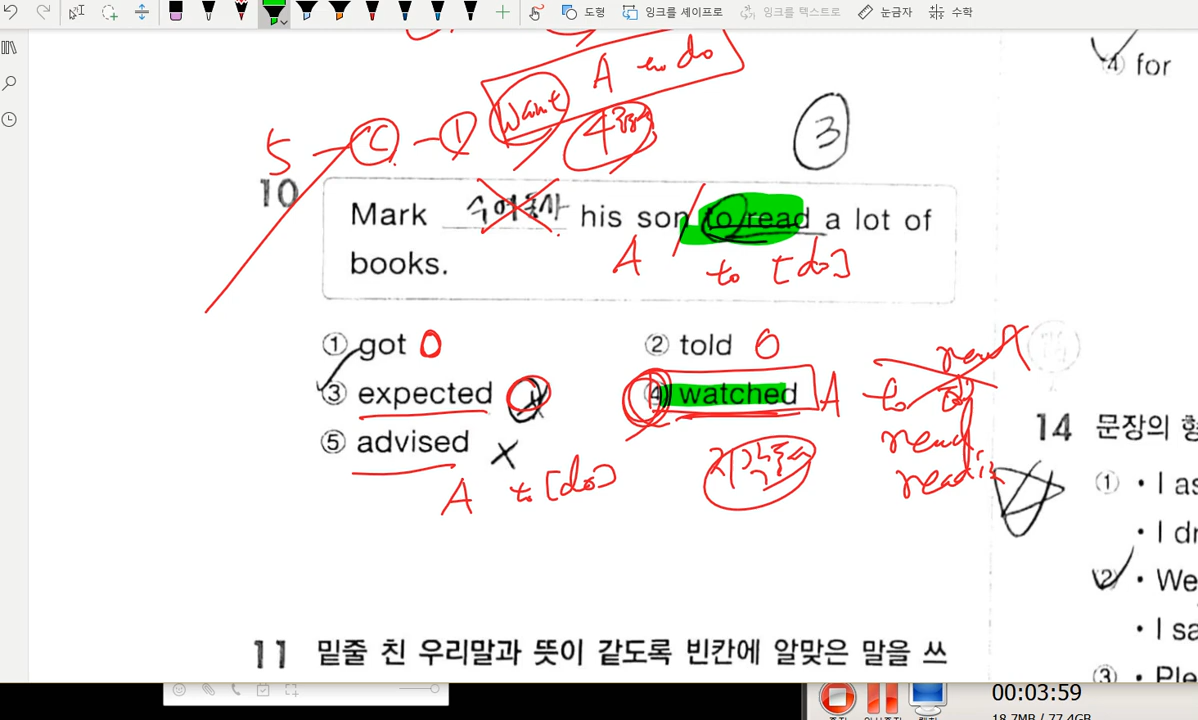 도형 잉크를 셰이프로 잉크를 텍스트로 눈금자 수학
A to do
want
④ for
5 C ①
3
10
Mark 수여동사 his son to read a lot of
books.
A to [do]
① got O ② told O
read
③ expected ④ watched A to
⑤ advised X read
지각동사 reading
A to [do]
14 문장의 형
① • I as
• I dr
② • We
• I sa
③ • Ple
11 밑줄 친 우리말과 뜻이 같도록 빈칸에 알맞은 말을 쓰
00:03:59
18.7MB / 77.4GB